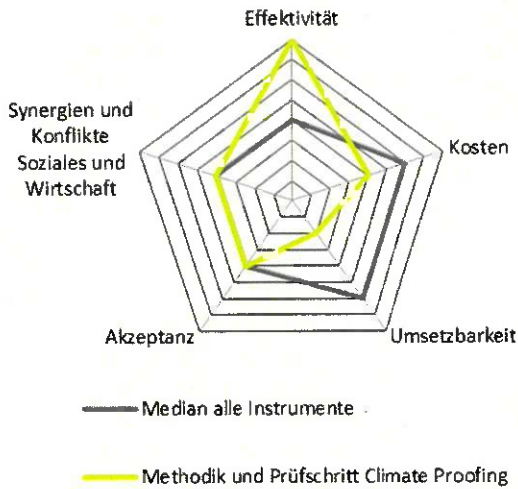 Effektivität
Synergien und
Konflikte
Soziales und
Wirtschaft
Kosten
Akzeptanz
Umsetzbarkeit
Median alle Instrumente
Methodik und Prüfschritt Climate Proofing